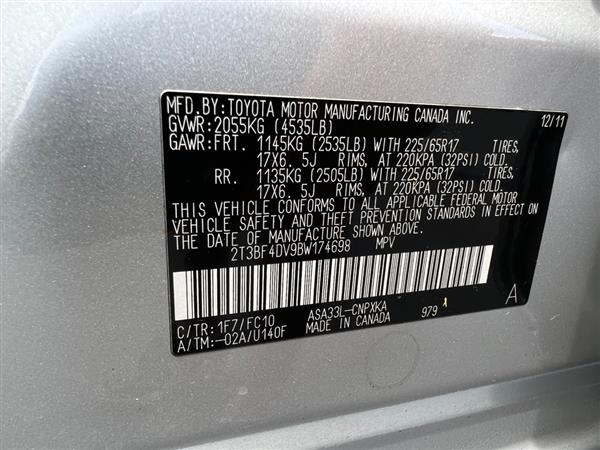 MFD.BY:TOYOTA MOTOR MANUFACTURING CANADA INC.
GVWR:2055KG (4535LB) 12/11
GAWR:FRT. 1145KG (2535LB) WITH 225/65R17 TIRES,
17X6. 5J RIMS, AT 220KPA (32PSI) COLD.
RR. 1135KG (2505LB) WITH 225/65R17 TIRES,
17X6. 5J RIMS, AT 220KPA (32PSI) COLD.
THIS VEHICLE CONFORMS TO ALL APPLICABLE FEDERAL MOTOR
VEHICLE SAFETY AND THEFT PREVENTION STANDARDS IN EFFECT ON
THE DATE OF MANUFACTURE SHOWN ABOVE.
2T3BF4DV9BW174698 MPV
ASA33L-CNPXKA 979 A
C/TR:1F7/FC10 MADE IN CANADA
A/TM:-02A/U140F